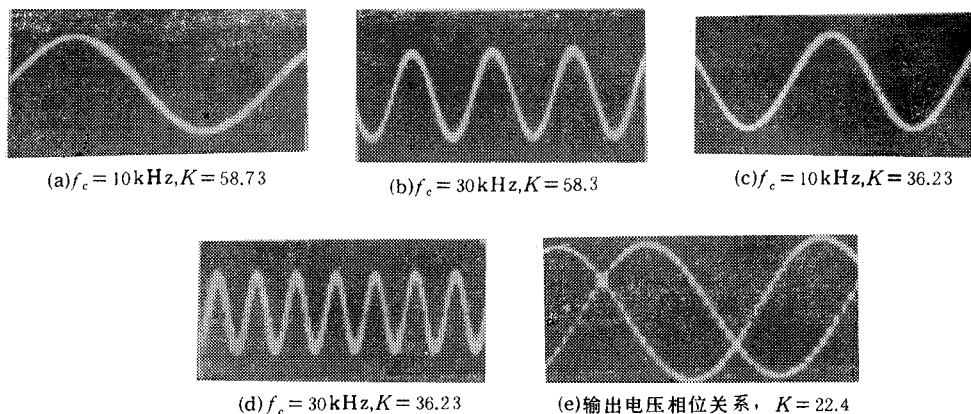 (a)f_c = 10kHz,K = 58.73
(b)f_c = 30kHz,K = 58.3
(c)f_c = 10kHz,K = 36.23
(d)f_c = 30kHz,K = 36.23
(e)输出电压相位关系，K = 22.4